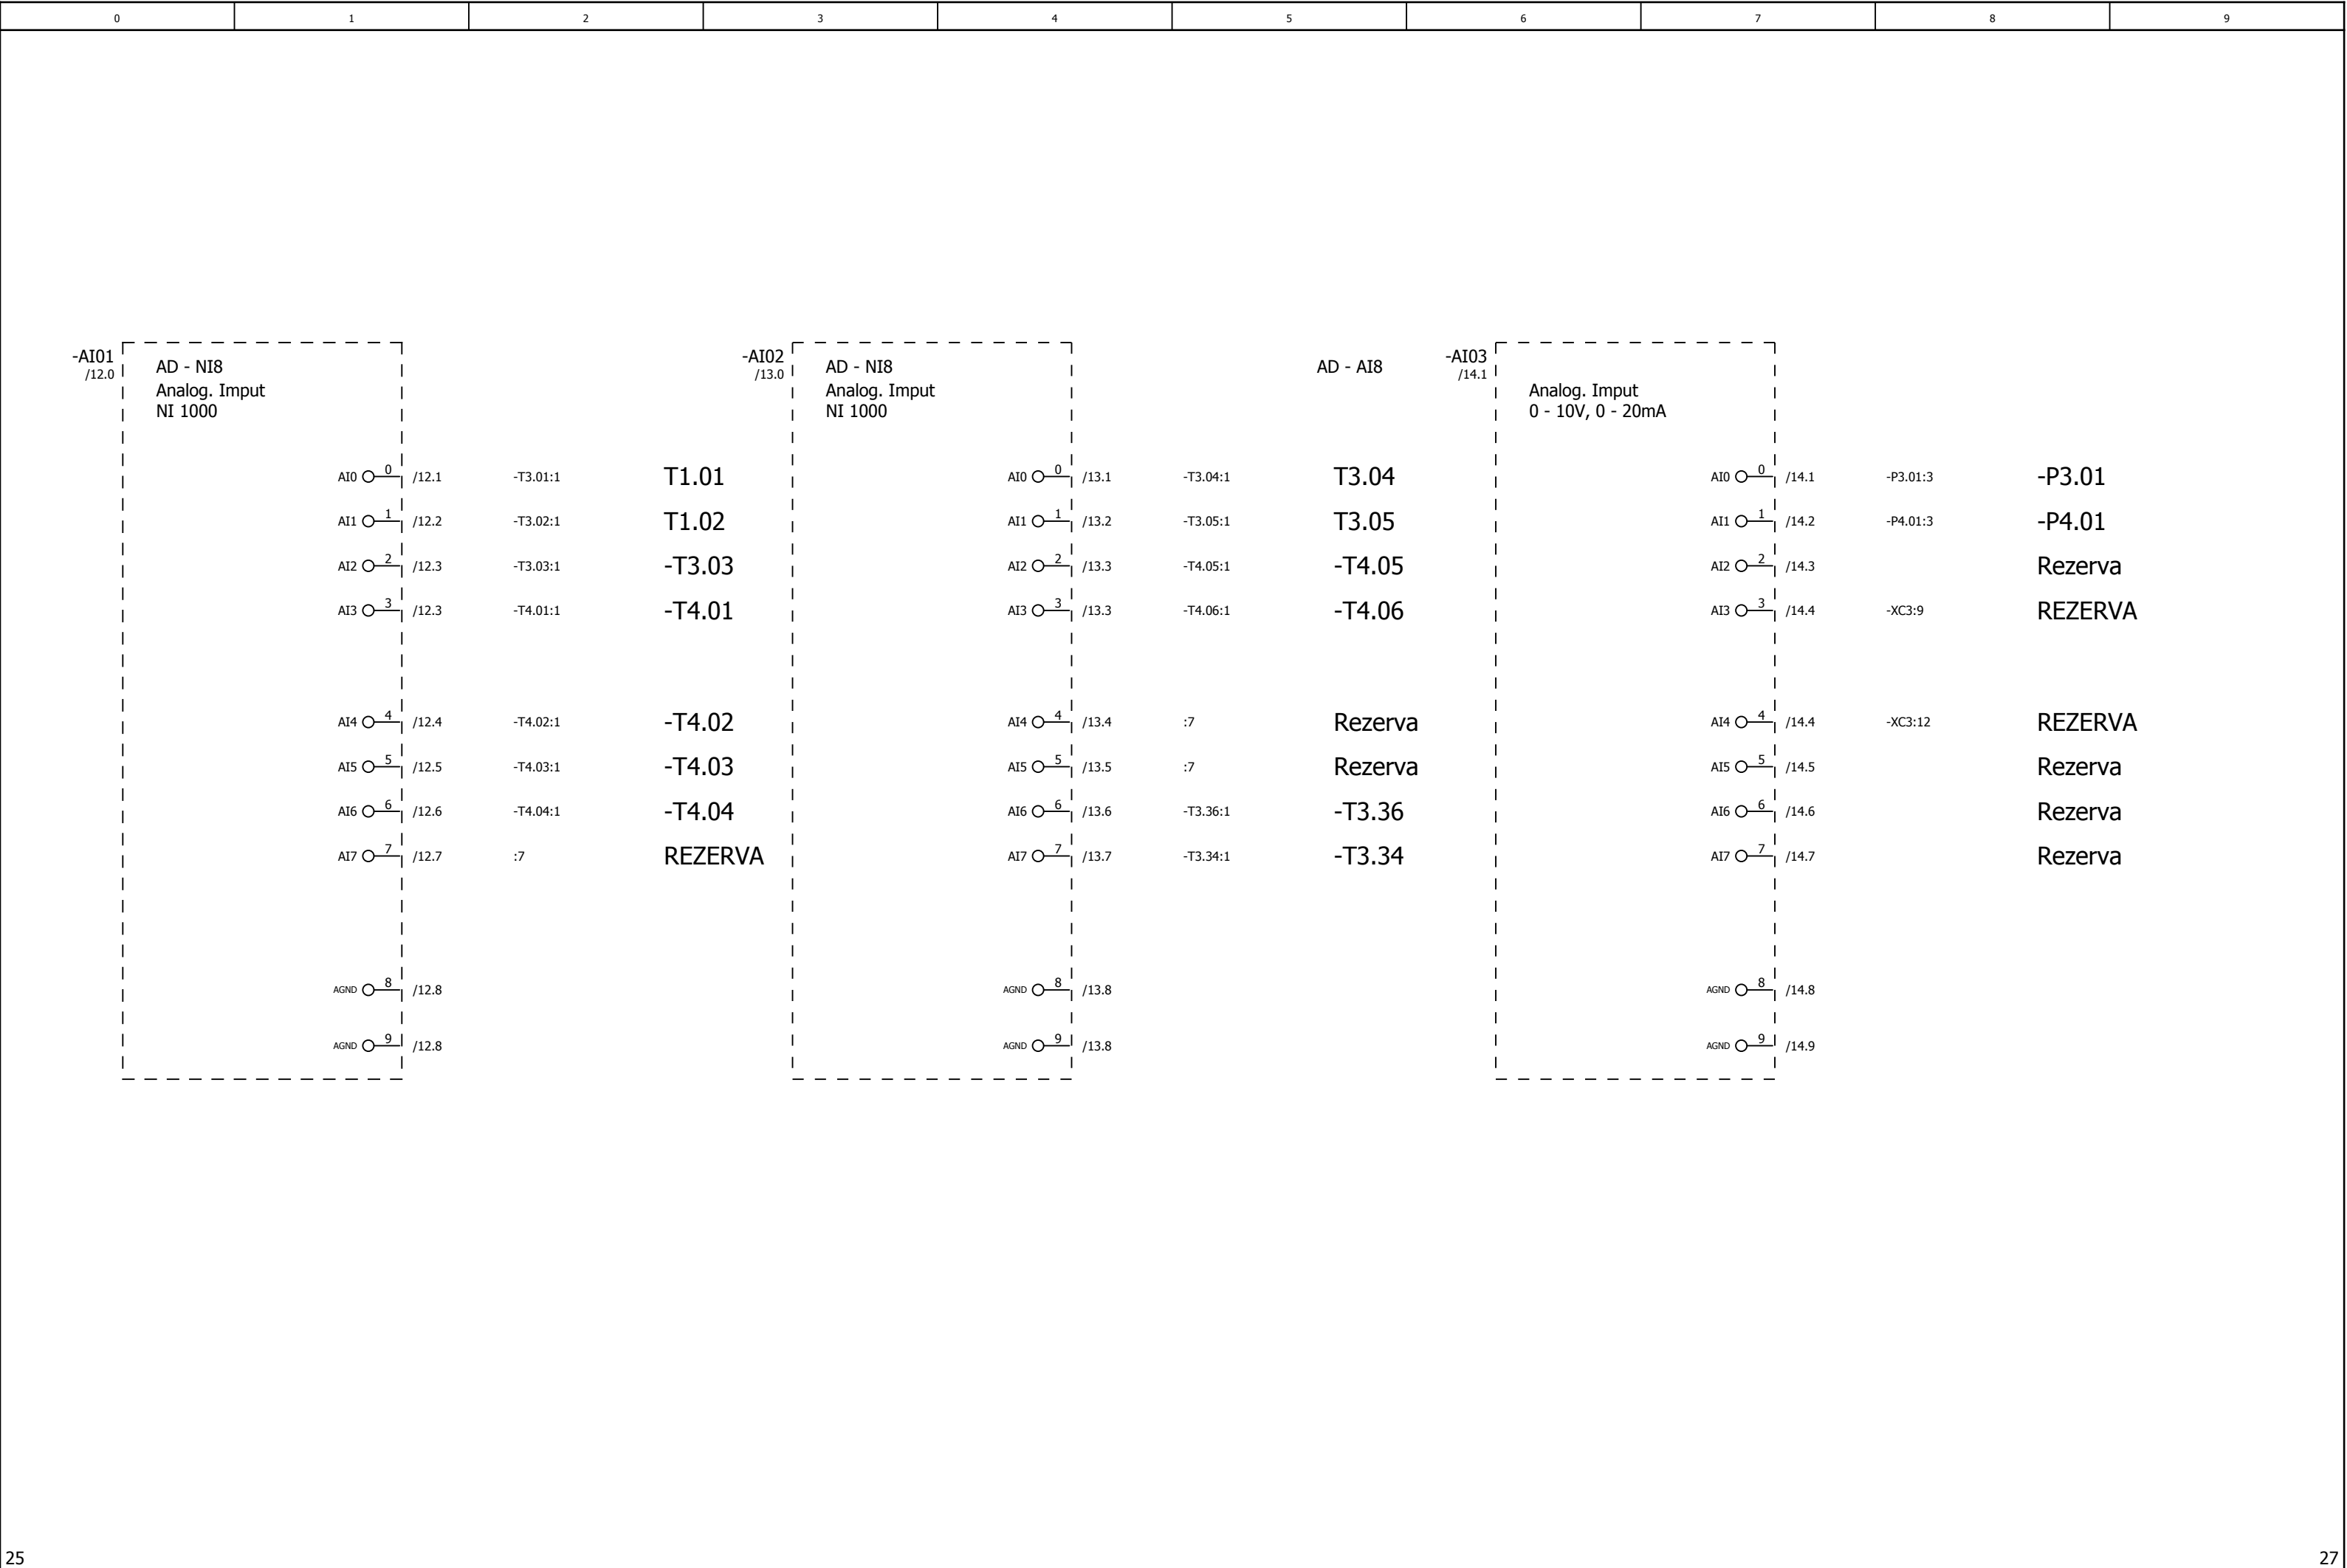 0 1 2 3 4 5 6 7 8 9
-AI01
/12.0
AD - NI8
Analog. Imput
NI 1000
AI0 0 /12.1 -T3.01:1 T1.01
AI1 1 /12.2 -T3.02:1 T1.02
AI2 2 /12.3 -T3.03:1 -T3.03
AI3 3 /12.3 -T4.01:1 -T4.01
AI4 4 /12.4 -T4.02:1 -T4.02
AI5 5 /12.5 -T4.03:1 -T4.03
AI6 6 /12.6 -T4.04:1 -T4.04
AI7 7 /12.7 :7 REZERVA
AGND 8 /12.8
AGND 9 /12.8
-AI02
/13.0
AD - NI8
Analog. Imput
NI 1000
AI0 0 /13.1 -T3.04:1 T3.04
AI1 1 /13.2 -T3.05:1 T3.05
AI2 2 /13.3 -T4.05:1 -T4.05
AI3 3 /13.3 -T4.06:1 -T4.06
AI4 4 /13.4 :7 Rezerva
AI5 5 /13.5 :7 Rezerva
AI6 6 /13.6 -T3.36:1 -T3.36
AI7 7 /13.7 -T3.34:1 -T3.34
AGND 8 /13.8
AGND 9 /13.8
AD - AI8
-AI03
/14.1
Analog. Imput
0 - 10V, 0 - 20mA
AI0 0 /14.1 -P3.01:3 -P3.01
AI1 1 /14.2 -P4.01:3 -P4.01
AI2 2 /14.3 Rezerva
AI3 3 /14.4 -XC3:9 REZERVA
AI4 4 /14.4 -XC3:12 REZERVA
AI5 5 /14.5 Rezerva
AI6 6 /14.6 Rezerva
AI7 7 /14.7 Rezerva
AGND 8 /14.8
AGND 9 /14.9
25
27